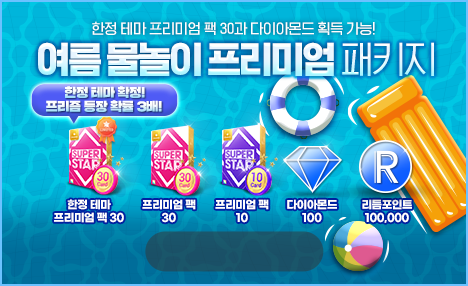 한정 테마 프리미엄 팩 30과 다이아몬드 획득 가능!
여름 물놀이 프리미엄 패키지
한정 테마 확정!
프리즘 등장 확률 3배!
SUPER STAR 30 Card
SUPER STAR 30 Card
SUPER STAR 10 Card
R
한정 테마
프리미엄 팩 30
프리미엄 팩
30
프리미엄 팩
10
다이아몬드
100
리듬포인트
100,000